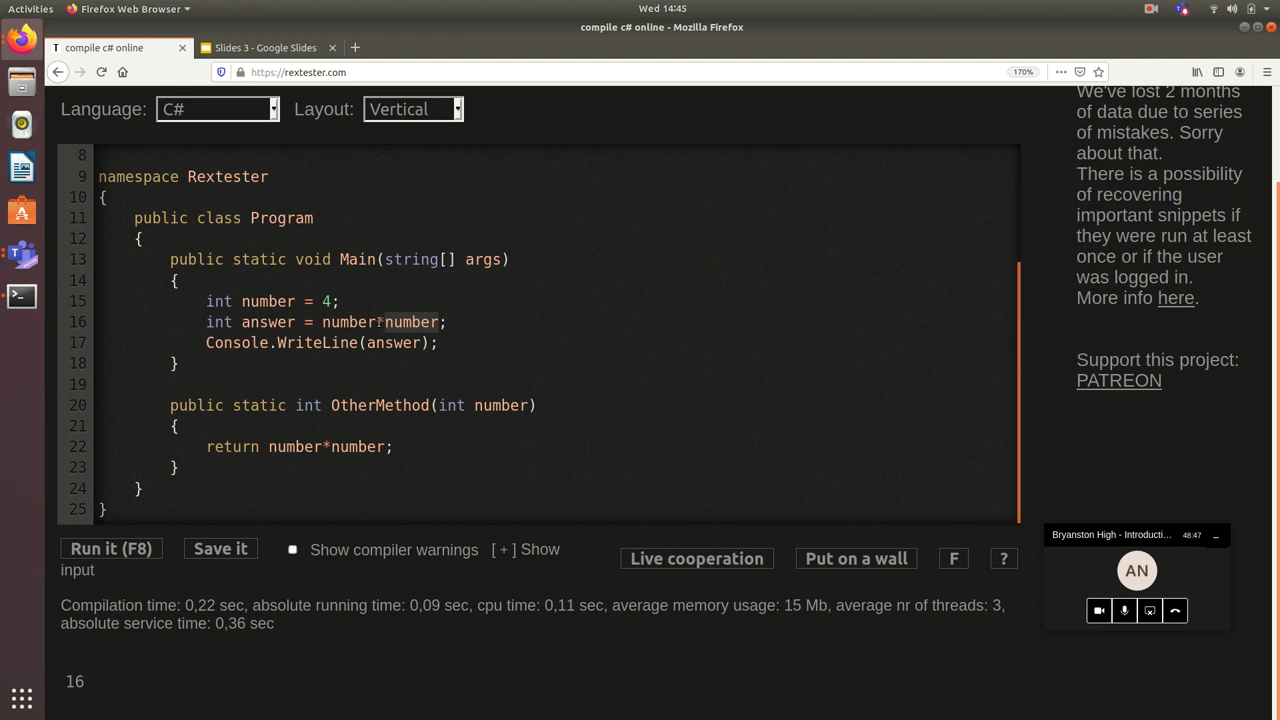 Activities
Firefox Web Browser
Wed 14:45
compile c# online - Mozilla Firefox
T compile c# online
Slides 3 - Google Slides
https://rextester.com
170%
Language: C#
Layout: Vertical
8
9 namespace Rextester
10 {
11 public class Program
12 {
13 public static void Main(string[] args)
14 {
15 int number = 4;
16 int answer = number*number;
17 Console.WriteLine(answer);
18 }
19
20 public static int OtherMethod(int number)
21 {
22 return number*number;
23 }
24 }
25 }
We've lost 2 months
of data due to series
of mistakes. Sorry
about that.
There is a possibility
of recovering
important snippets if
they were run at least
once or if the user
was logged in.
More info here.
Support this project:
PATREON
Run it (F8)
Save it
Show compiler warnings
[ + ] Show
input
Live cooperation
Put on a wall
F
?
Compilation time: 0,22 sec, absolute running time: 0,09 sec, cpu time: 0,11 sec, average memory usage: 15 Mb, average nr of threads: 3,
absolute service time: 0,36 sec
16
Bryanston High - Introducti...
48:47
AN